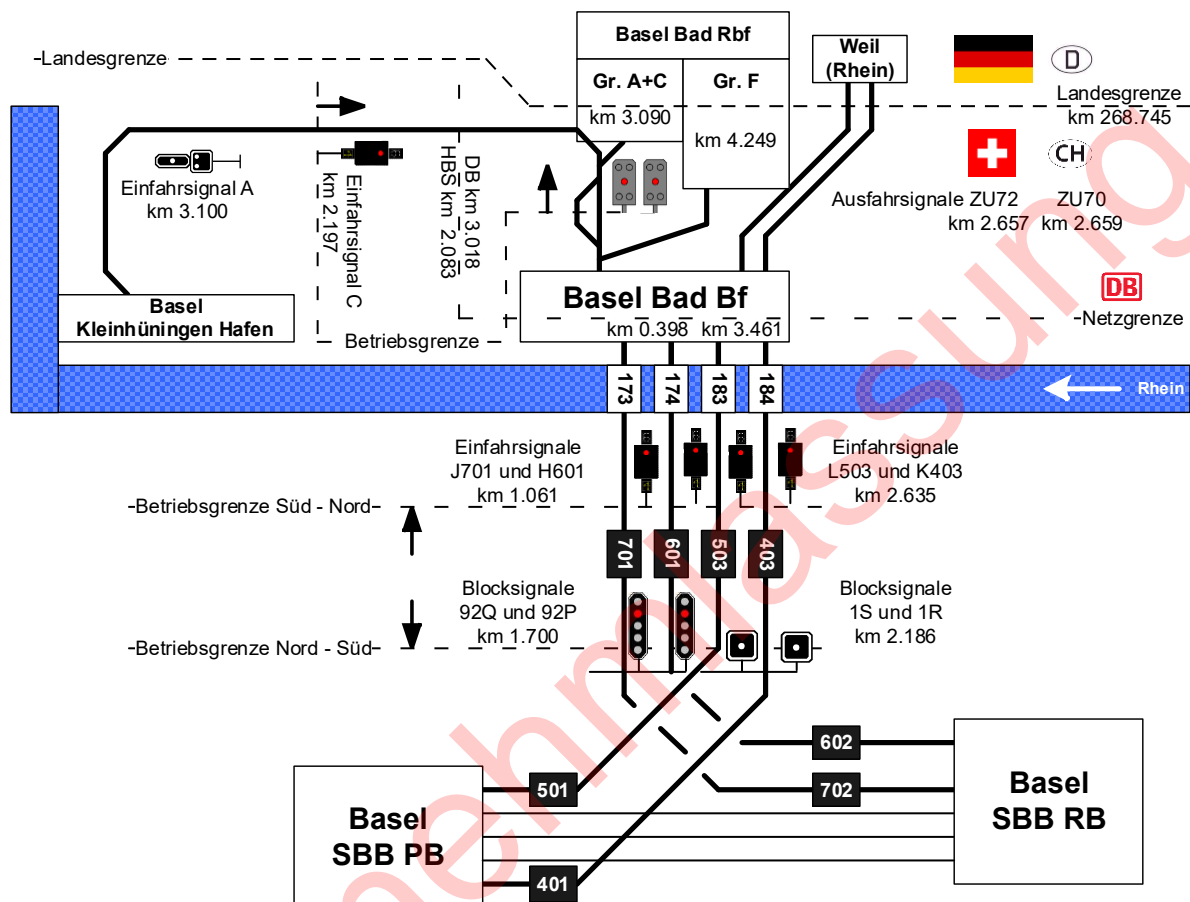 Basel Bad Rbf
Gr. A+C
km 3.090
Gr. F
km 4.249
Weil
(Rhein)
D
Landesgrenze
Landesgrenze
km 268.745
CH
Ausfahrsignale ZU72
km 2.657
ZU70
km 2.659
Einfahrsignal A
km 3.100
Einfahrsignal C
km 2.197
DB km 3.018
HBS km 2.083
Basel
Kleinhüningen Hafen
Betriebsgrenze
Basel Bad Bf
km 0.398
km 3.461
DB
Netzgrenze
173
174
183
184
Rhein
Einfahrsignale
J701 und H601
km 1.061
Einfahrsignale
L503 und K403
km 2.635
Betriebsgrenze Süd - Nord
701
601
503
403
Blocksignale
92Q und 92P
km 1.700
Blocksignale
1S und 1R
km 2.186
Betriebsgrenze Nord - Süd
602
702
501
401
Basel
SBB PB
Basel
SBB RB
nehmlassung